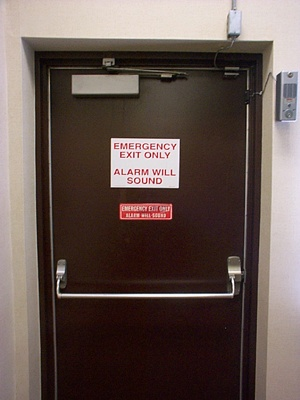 EMERGENCY
EXIT ONLY
ALARM WILL
SOUND
EMERGENCY EXIT ONLY
ALARM WILL SOUND